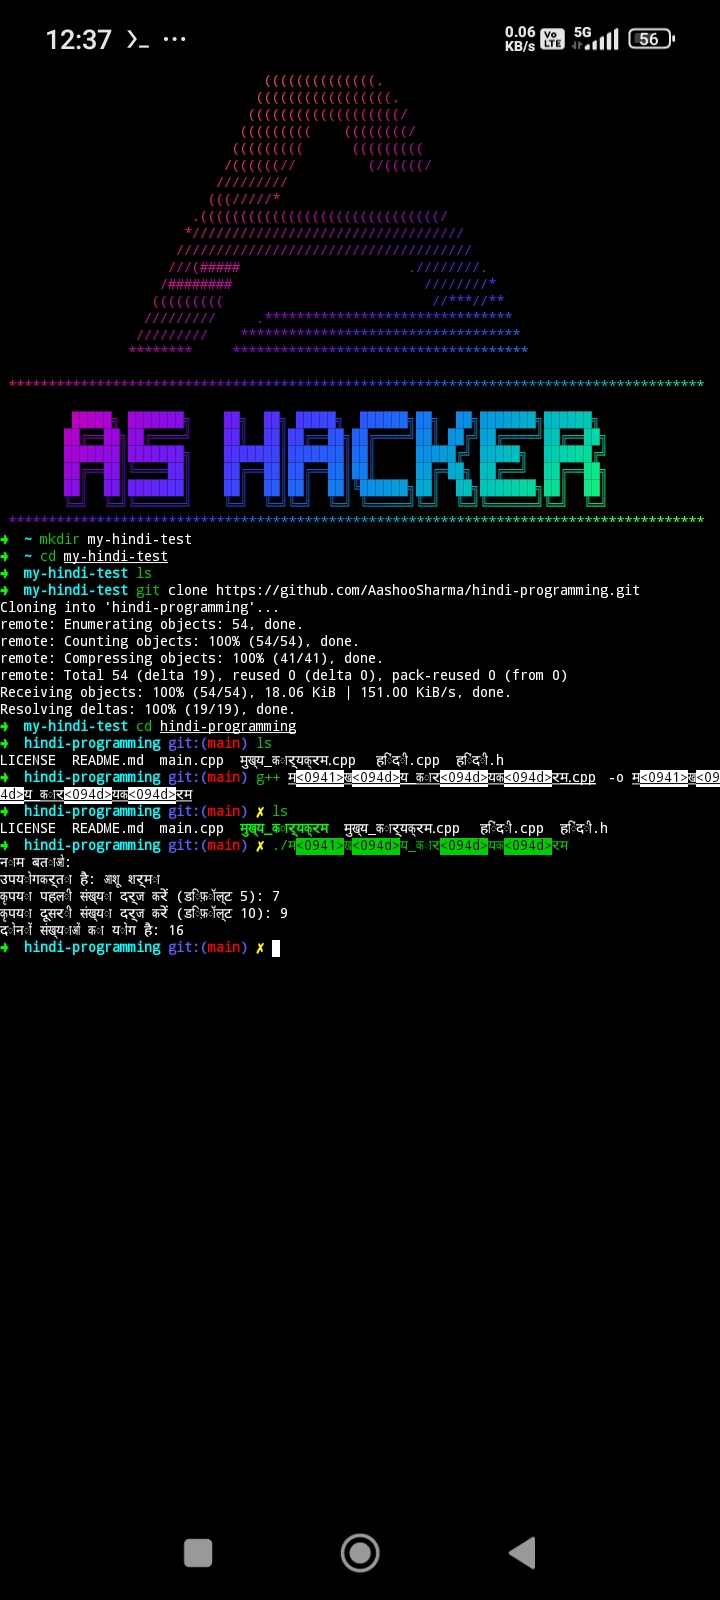 12:37 ❯_ ··· 0.06 KB/s Vo LTE 5G 56
((((((((((((((.
(((((((((((((((((.
(((((((((((((((((((/
(((((((((    ((((((((/
(((((((((      (((((((((
/((((((//         (/(((((/
/////////
(((/////*
.((((((((((((((((((((((((((((((/
*//////////////////////////////////
/////////////////////////////////////
///(#####                     .////////.
/########                        ////////*
(((((((((                          //***//**
/////////     .*******************************
/////////    ***********************************
********     *************************************
***************************************************************************************
AS HACKER
***************************************************************************************
➜  ~ mkdir my-hindi-test
➜  ~ cd my-hindi-test
➜  my-hindi-test ls
➜  my-hindi-test git clone https://github.com/AashooSharma/hindi-programming.git
Cloning into 'hindi-programming'...
remote: Enumerating objects: 54, done.
remote: Counting objects: 100% (54/54), done.
remote: Compressing objects: 100% (41/41), done.
remote: Total 54 (delta 19), reused 0 (delta 0), pack-reused 0 (from 0)
Receiving objects: 100% (54/54), 18.06 KiB | 151.00 KiB/s, done.
Resolving deltas: 100% (19/19), done.
➜  my-hindi-test cd hindi-programming
➜  hindi-programming git:(main) ls
LICENSE  README.md  main.cpp  मुख्य_कार्यक्रम.cpp  हिंदी.cpp  हिंदी.h
➜  hindi-programming git:(main) g++ म<0941>ख<094d>य_कार<094d>यक<094d>रम.cpp  -o म<0941>ख<09
4d>य_कार<094d>यक<094d>रम
➜  hindi-programming git:(main) ✗ ls
LICENSE  README.md  main.cpp  मुख्य_कार्यक्रम  मुख्य_कार्यक्रम.cpp  हिंदी.cpp  हिंदी.h
➜  hindi-programming git:(main) ✗ ./म<0941>ख<094d>य_कार<094d>यक<094d>रम
नाम बताओ:
उपयोगकर्ता है: आशू शर्मा
कृपया पहली संख्या दर्ज करें (डिफ़ॉल्ट 5): 7
कृपया दूसरी संख्या दर्ज करें (डिफ़ॉल्ट 10): 9
दोनों संख्याओं का योग है: 16
➜  hindi-programming git:(main) ✗